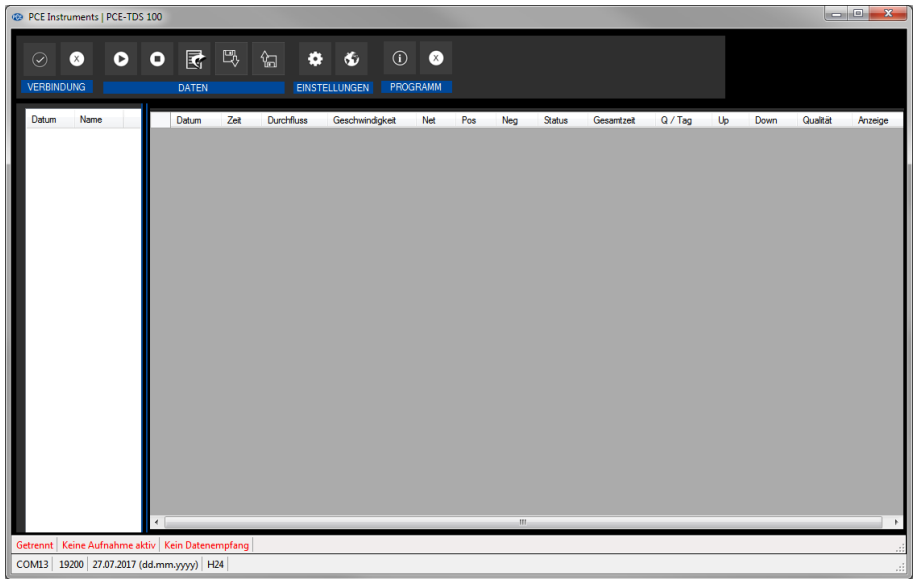 PCE Instruments | PCE-TDS 100
VERBINDUNG DATEN EINSTELLUNGEN PROGRAMM
Datum Name
Datum Zeit Durchfluss Geschwindigkeit Net Pos Neg Status Gesamtzeit Q / Tag Up Down Qualität Anzeige
Getrennt Keine Aufnahme aktiv Kein Datenempfang
COM13 19200 27.07.2017 (dd.mm.yyyy) H24